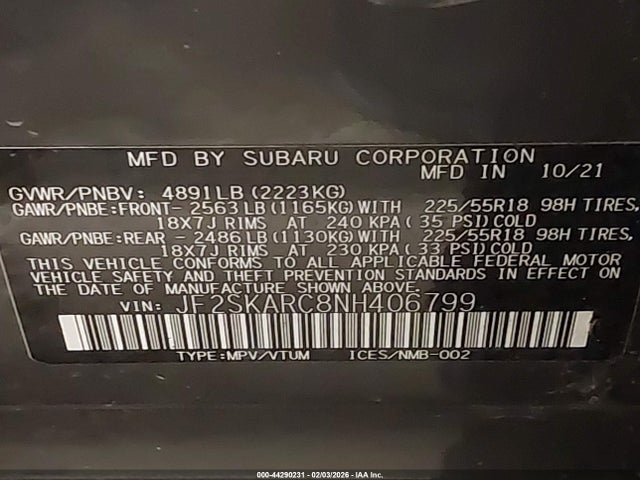 MFD BY SUBARU CORPORATION
MFD IN 10/21
GVWR/PNBV: 4891LB(2223KG)
GAWR/PNBE:FRONT- 2563LB(1165KG)WITH 225/55R18 98H TIRES,
18X7J RIMS AT 240 KPA( 35 PSI)COLD
GAWR/PNBE:REAR - 2486LB(1130KG)WITH 225/55R18 98H TIRES,
18X7J RIMS AT 230 KPA( 33 PSI)COLD
THIS VEHICLE CONFORMS TO ALL APPLICABLE FEDERAL MOTOR
VEHICLE SAFETY AND THEFT PREVENTION STANDARDS IN EFFECT ON
THE DATE OF MANUFACTURE SHOWN ABOVE.
VIN: JF2SKARC8NH406799
TYPE:MPV/VTUM ICES/NMB-002
000-44290231 - 02/03/2026 - IAA Inc.